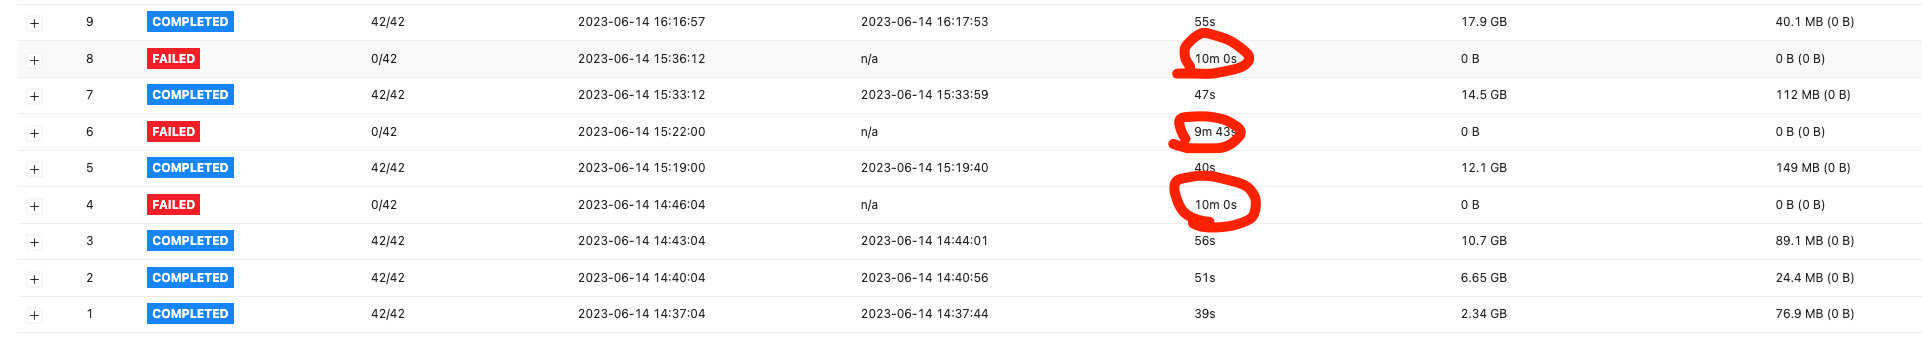 9 COMPLETED 42/42 2023-06-14 16:16:57 2023-06-14 16:17:53 55s 17.9 GB 40.1 MB (0 B)
8 FAILED 0/42 2023-06-14 15:36:12 n/a 10m 0s 0 B 0 B (0 B)
7 COMPLETED 42/42 2023-06-14 15:33:12 2023-06-14 15:33:59 47s 14.5 GB 112 MB (0 B)
6 FAILED 0/42 2023-06-14 15:22:00 n/a 9m 43s 0 B 0 B (0 B)
5 COMPLETED 42/42 2023-06-14 15:19:00 2023-06-14 15:19:40 40s 12.1 GB 149 MB (0 B)
4 FAILED 0/42 2023-06-14 14:46:04 n/a 10m 0s 0 B 0 B (0 B)
3 COMPLETED 42/42 2023-06-14 14:43:04 2023-06-14 14:44:01 56s 10.7 GB 89.1 MB (0 B)
2 COMPLETED 42/42 2023-06-14 14:40:04 2023-06-14 14:40:56 51s 6.65 GB 24.4 MB (0 B)
1 COMPLETED 42/42 2023-06-14 14:37:04 2023-06-14 14:37:44 39s 2.34 GB 76.9 MB (0 B)